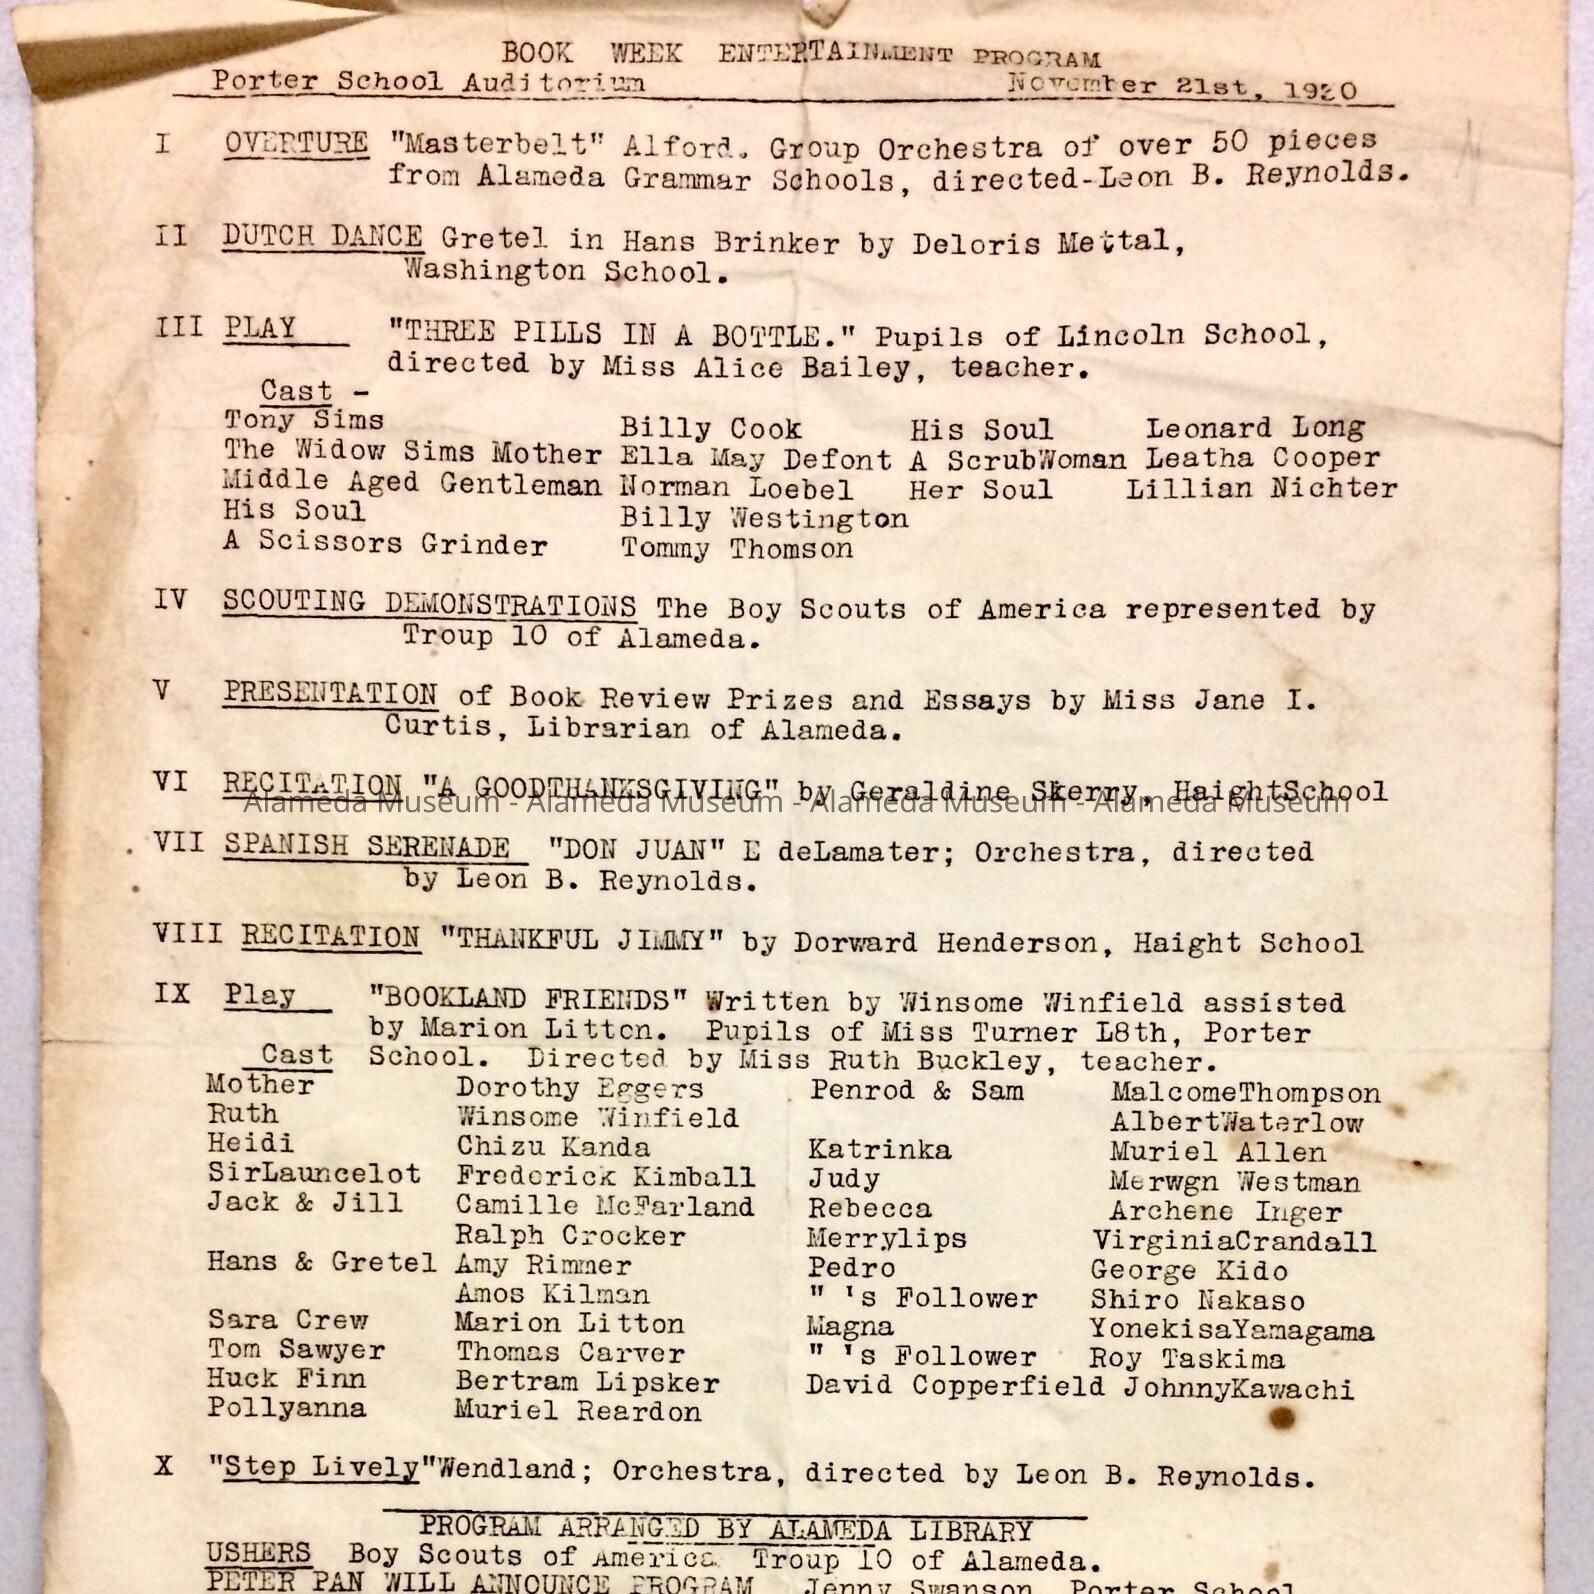 BOOK WEEK ENTERTAINMENT PROGRAM
Porter School Auditorium November 21st, 1920
I OVERTURE "Masterbelt" Alford. Group Orchestra of over 50 pieces
from Alameda Grammar Schools, directed-Leon B. Reynolds.
II DUTCH DANCE Gretel in Hans Brinker by Deloris Mettal,
Washington School.
III PLAY "THREE PILLS IN A BOTTLE." Pupils of Lincoln School,
directed by Miss Alice Bailey, teacher.
Cast -
Tony Sims Billy Cook His Soul Leonard Long
The Widow Sims Mother Ella May Defont A ScrubWoman Leatha Cooper
Middle Aged Gentleman Norman Loebel Her Soul Lillian Nichter
His Soul Billy Westington
A Scissors Grinder Tommy Thomson
IV SCOUTING DEMONSTRATIONS The Boy Scouts of America represented by
Troup 10 of Alameda.
V PRESENTATION of Book Review Prizes and Essays by Miss Jane I.
Curtis, Librarian of Alameda.
VI RECITATION "A GOODTHANKSGIVING" by Geraldine Skerry, HaightSchool
Alameda Museum - Alameda Museum - Alameda Museum - Alameda Museum
VII SPANISH SERENADE "DON JUAN" E deLamater; Orchestra, directed
by Leon B. Reynolds.
VIII RECITATION "THANKFUL JIMMY" by Dorward Henderson, Haight School
IX Play "BOOKLAND FRIENDS" Written by Winsome Winfield assisted
by Marion Litton. Pupils of Miss Turner L8th, Porter
Cast School. Directed by Miss Ruth Buckley, teacher.
Mother Dorothy Eggers Penrod & Sam MalcomeThompson
Ruth Winsome Winfield AlbertWaterlow
Heidi Chizu Kanda Katrinka Muriel Allen
SirLauncelot Frederick Kimball Judy Merwgn Westman
Jack & Jill Camille McFarland Rebecca Archene Inger
Ralph Crocker Merrylips VirginiaCrandall
Hans & Gretel Amy Rimmer Pedro George Kido
Amos Kilman " 's Follower Shiro Nakaso
Sara Crew Marion Litton Magna YonekisaYamagama
Tom Sawyer Thomas Carver " 's Follower Roy Taskima
Huck Finn Bertram Lipsker David Copperfield JohnnyKawachi
Pollyanna Muriel Reardon
X "Step Lively"Wendland; Orchestra, directed by Leon B. Reynolds.
PROGRAM ARRANGED BY ALAMEDA LIBRARY
USHERS Boy Scouts of America Troup 10 of Alameda.
PETER PAN WILL ANNOUNCE PROGRAM Jenny Swanson, Porter School